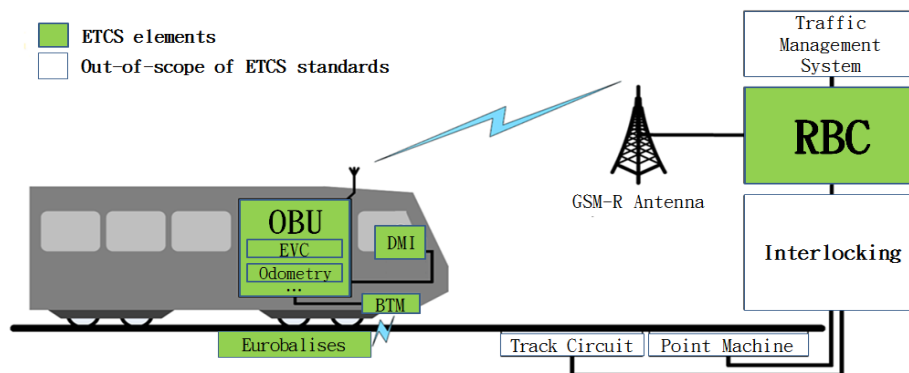 ETCS elements
Out-of-scope of ETCS standards
Traffic
Management
System
RBC
GSM-R Antenna
OBU
EVC
Odometry
...
DMI
BTM
Interlocking
Eurobalises
Track Circuit
Point Machine